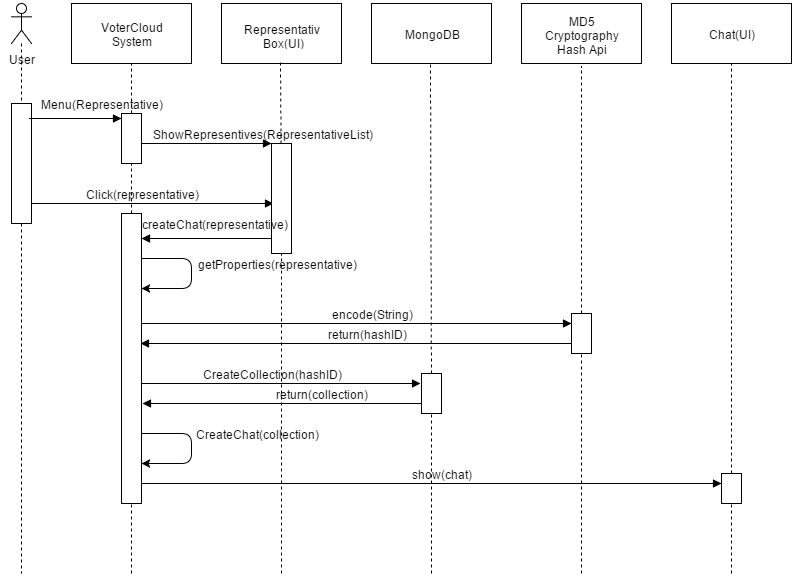 User
VoterCloud
System
Representativ
Box(UI)
MongoDB
MD5
Cryptography
Hash Api
Chat(UI)
Menu(Representative)
ShowRepresentives(RepresentativeList)
Click(representative)
createChat(representative)
getProperties(representative)
encode(String)
return(hashID)
CreateCollection(hashID)
return(collection)
CreateChat(collection)
show(chat)